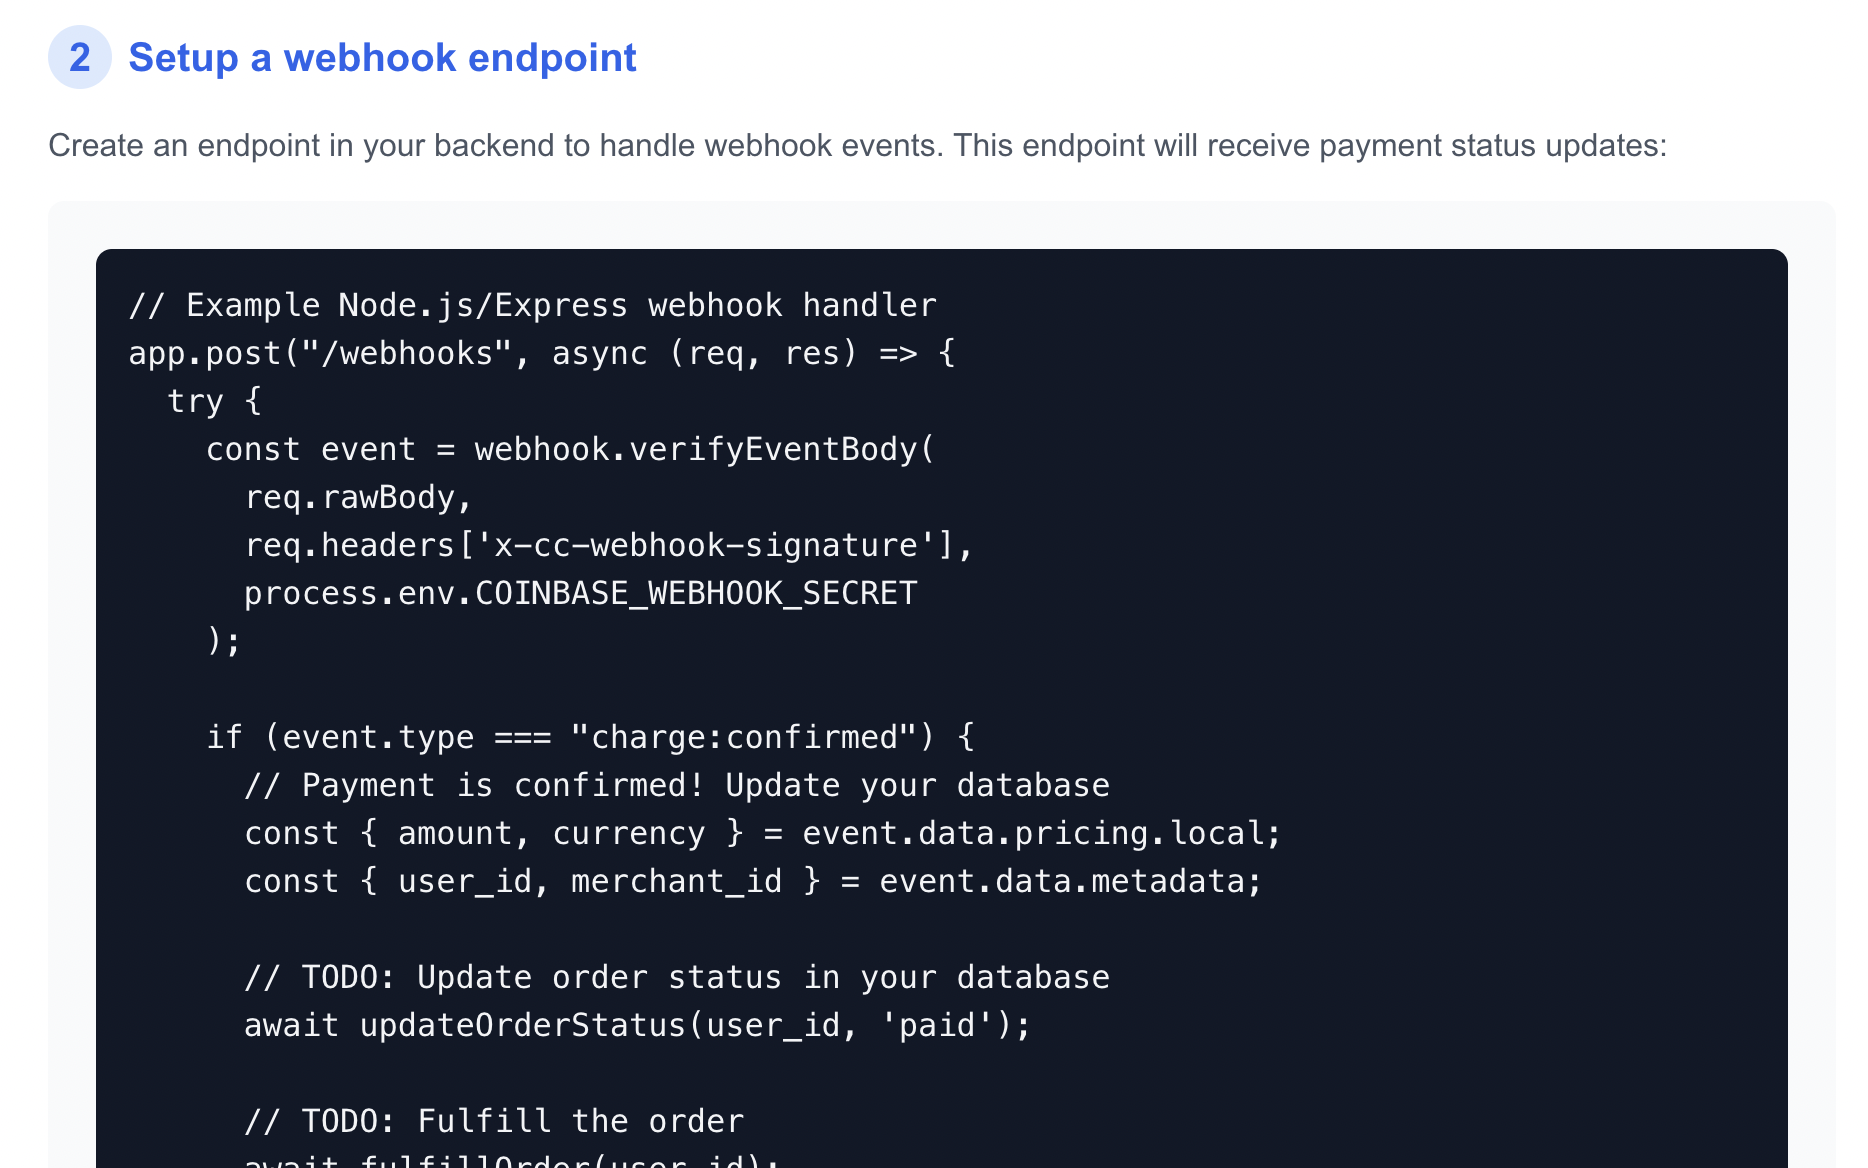 2 Setup a webhook endpoint
Create an endpoint in your backend to handle webhook events. This endpoint will receive payment status updates:
// Example Node.js/Express webhook handler
app.post("/webhooks", async (req, res) => {
  try {
    const event = webhook.verifyEventBody(
      req.rawBody,
      req.headers['x-cc-webhook-signature'],
      process.env.COINBASE_WEBHOOK_SECRET
    );

    if (event.type === "charge:confirmed") {
      // Payment is confirmed! Update your database
      const { amount, currency } = event.data.pricing.local;
      const { user_id, merchant_id } = event.data.metadata;

      // TODO: Update order status in your database
      await updateOrderStatus(user_id, 'paid');

      // TODO: Fulfill the order
      await fulfillOrder(user_id);